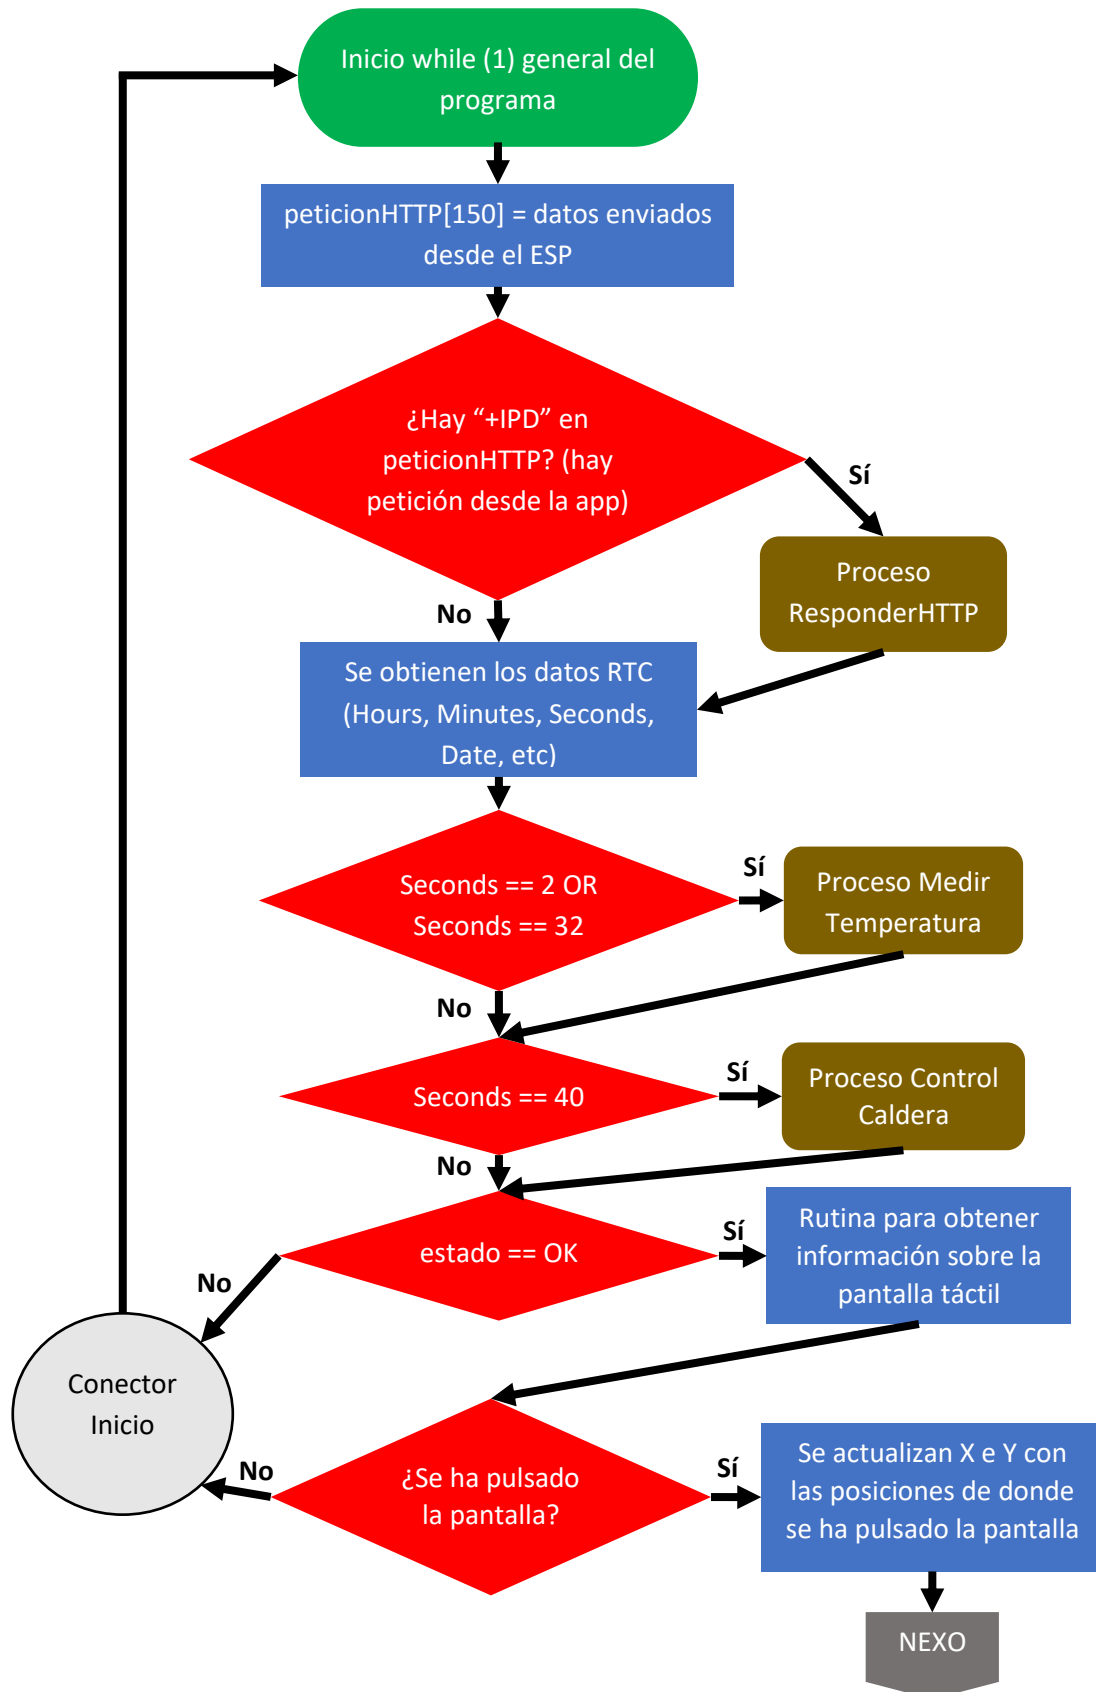 Inicio while (1) general del
programa
peticionHTTP[150] = datos enviados
desde el ESP
¿Hay “+IPD” en
peticionHTTP? (hay
petición desde la app)
Sí
Proceso
ResponderHTTP
No
Se obtienen los datos RTC
(Hours, Minutes, Seconds,
Date, etc)
Seconds == 2 OR
Seconds == 32
Sí
Proceso Medir
Temperatura
No
Seconds == 40
Sí
Proceso Control
Caldera
No
estado == OK
Sí
Rutina para obtener
información sobre la
pantalla táctil
No
Conector
Inicio
¿Se ha pulsado
la pantalla?
No
Sí
Se actualizan X e Y con
las posiciones de donde
se ha pulsado la pantalla
NEXO